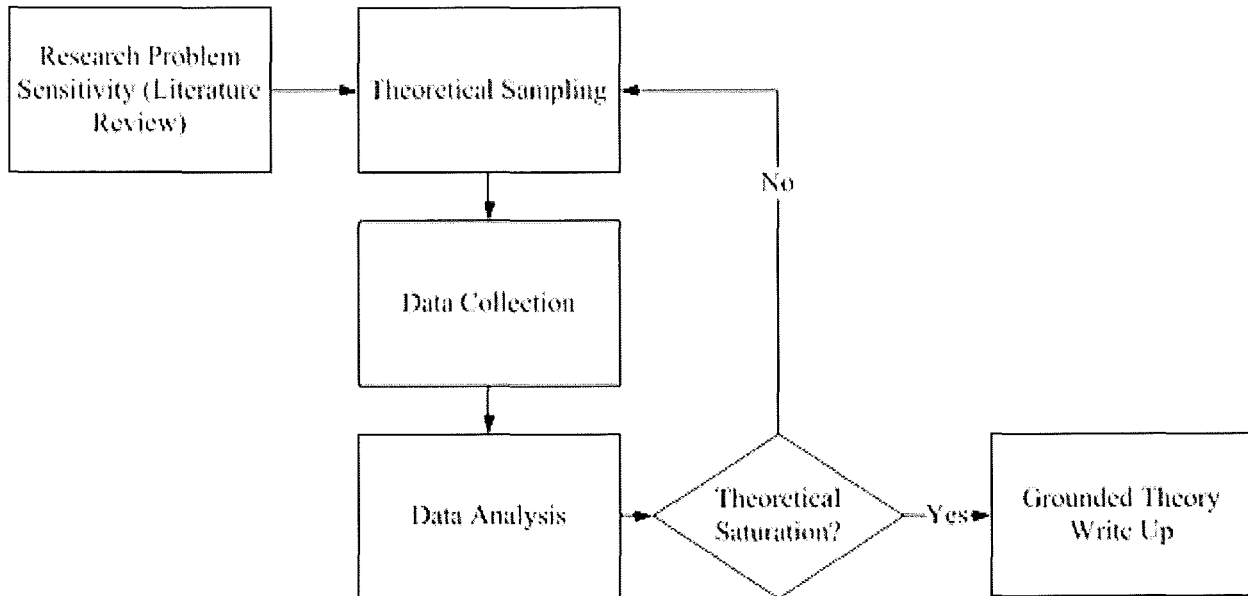 Research Problem
Sensitivity (Literature
Review)
Theoretical Sampling
No
Data Collection
Data Analysis
Theoretical
Saturation?
Yes
Grounded Theory
Write Up